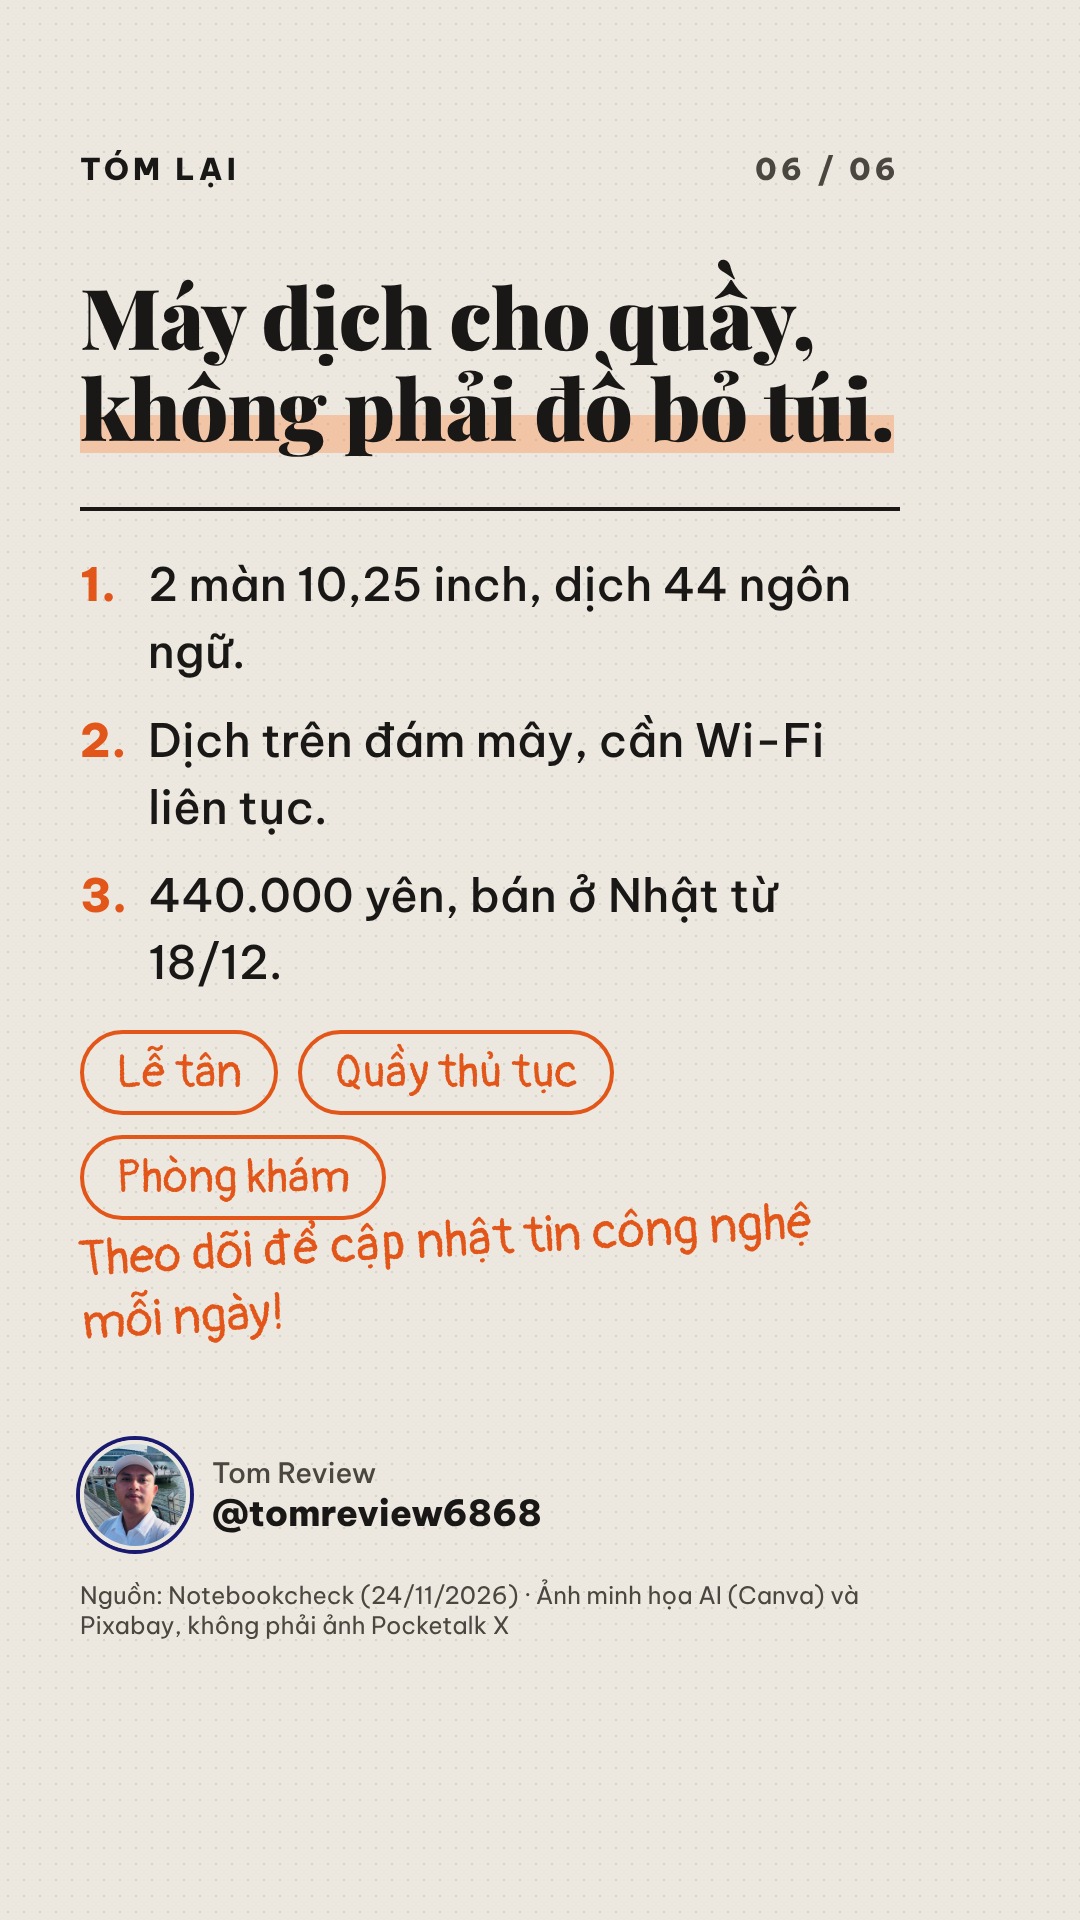 TÓM LẠI
06 / 06
Máy dịch cho quầy,
không phải đồ bỏ túi.
1. 2 màn 10,25 inch, dịch 44 ngôn
ngữ.
2. Dịch trên đám mây, cần Wi-Fi
liên tục.
3. 440.000 yên, bán ở Nhật từ
18/12.
Lễ tân
Quầy thủ tục
Phòng khám
Theo dõi để cập nhật tin công nghệ
mỗi ngày!
Tom Review
@tomreview6868
Nguồn: Notebookcheck (24/11/2026) · Ảnh minh họa AI (Canva) và
Pixabay, không phải ảnh Pocketalk X